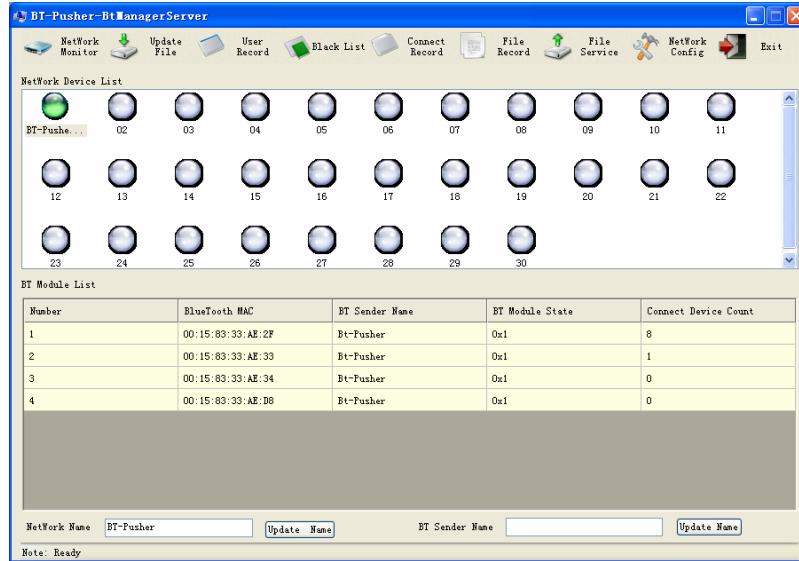 BT-Pusher-BtManagerServer
NetWork Monitor
Update File
User Record
Black List
Connect Record
File Record
File Service
NetWork Config
Exit
NetWork Device List
BT-Pushe... 02 03 04 05 06 07 08 09 10 11
12 13 14 15 16 17 18 19 20 21 22
23 24 25 26 27 28 29 30
BT Module List
Number BlueTooth MAC BT Sender Name BT Module State Connect Device Count
1 00:15:83:33:AE:2F Bt-Pusher 0x1 8
2 00:15:83:33:AE:33 Bt-Pusher 0x1 1
3 00:15:83:33:AE:34 Bt-Pusher 0x1 0
4 00:15:83:33:AE:D8 Bt-Pusher 0x1 0
NetWork Name BT-Pusher Update Name BT Sender Name Update Name
Note: Ready